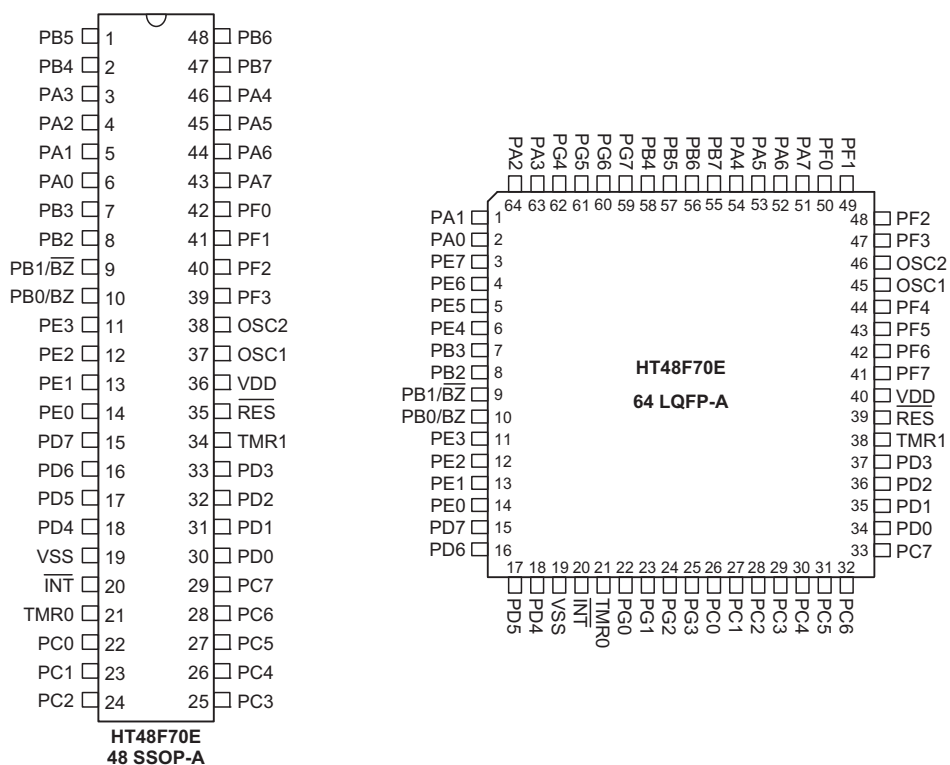 PB5 1 48 PB6
PB4 2 47 PB7
PA3 3 46 PA4
PA2 4 45 PA5
PA1 5 44 PA6
PA0 6 43 PA7
PB3 7 42 PF0
PB2 8 41 PF1
PB1/BZ 9 40 PF2
PB0/BZ 10 39 PF3
PE3 11 38 OSC2
PE2 12 37 OSC1
PE1 13 36 VDD
PE0 14 35 RES
PD7 15 34 TMR1
PD6 16 33 PD3
PD5 17 32 PD2
PD4 18 31 PD1
VSS 19 30 PD0
INT 20 29 PC7
TMR0 21 28 PC6
PC0 22 27 PC5
PC1 23 26 PC4
PC2 24 25 PC3
HT48F70E
48 SSOP-A
PA2 PA3 PG4 PG5 PG6 PG7 PB4 PB5 PB6 PB7 PA4 PA5 PA6 PA7 PF0 PF1
64 63 62 61 60 59 58 57 56 55 54 53 52 51 50 49
PA1 1 48 PF2
PA0 2 47 PF3
PE7 3 46 OSC2
PE6 4 45 OSC1
PE5 5 44 PF4
PE4 6 43 PF5
PB3 7 42 PF6
PB2 8 41 PF7
PB1/BZ 9 40 VDD
PB0/BZ 10 39 RES
PE3 11 38 TMR1
PE2 12 37 PD3
PE1 13 36 PD2
PE0 14 35 PD1
PD7 15 34 PD0
PD6 16 33 PC7
HT48F70E
64 LQFP-A
17 18 19 20 21 22 23 24 25 26 27 28 29 30 31 32
PD5 PD4 VSS INT TMR0 PG0 PG1 PG2 PG3 PC0 PC1 PC2 PC3 PC4 PC5 PC6